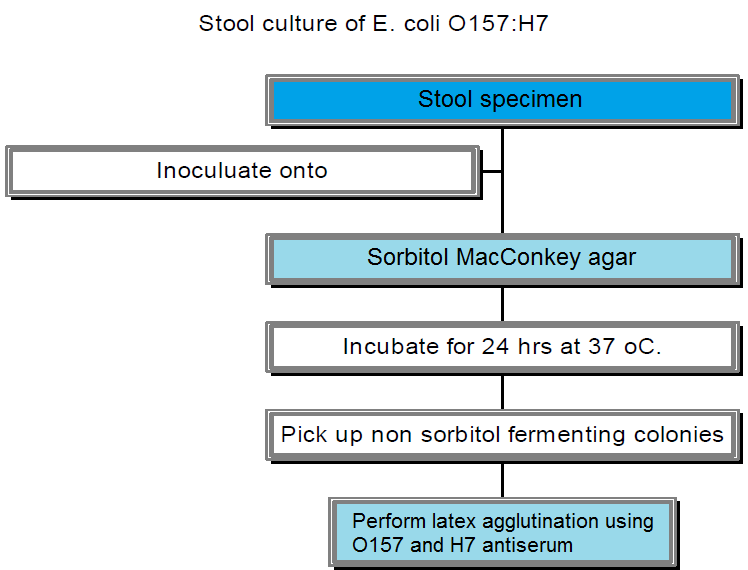 Stool culture of E. coli O157:H7
Stool specimen
Inoculuate onto
Sorbitol MacConkey agar
Incubate for 24 hrs at 37 oC.
Pick up non sorbitol fermenting colonies
Perform latex agglutination using
O157 and H7 antiserum